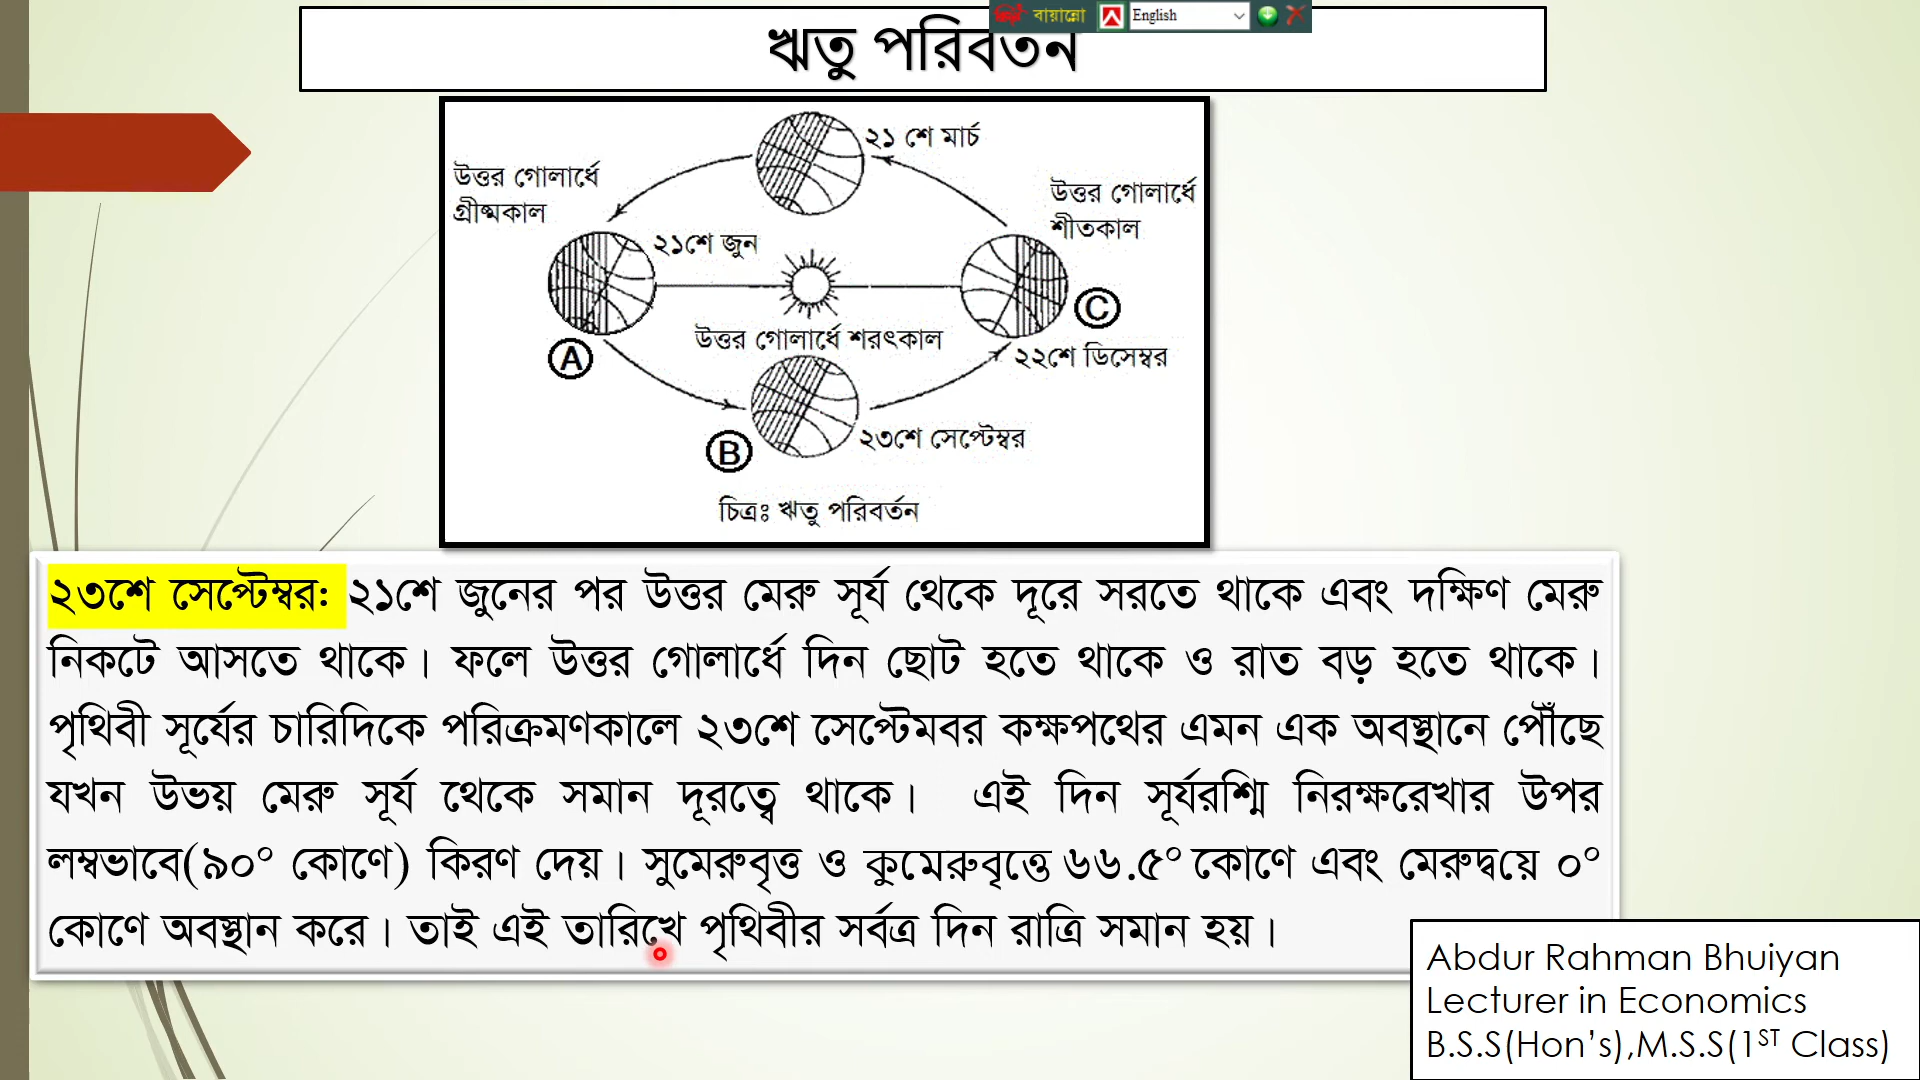 বায়ান্নো English
ঋতু পরিবর্তন
২১ শে মার্চ
উত্তর গোলার্ধে
গ্রীষ্মকাল
উত্তর গোলার্ধে
শীতকাল
২১শে জুন
C
উত্তর গোলার্ধে শরৎকাল
A
২২শে ডিসেম্বর
B
২৩শে সেপ্টেম্বর
চিত্রঃ ঋতু পরিবর্তন
২৩শে সেপ্টেম্বর: ২১শে জুনের পর উত্তর মেরু সূর্য থেকে দূরে সরতে থাকে এবং দক্ষিণ মেরু
নিকটে আসতে থাকে। ফলে উত্তর গোলার্ধে দিন ছোট হতে থাকে ও রাত বড় হতে থাকে।
পৃথিবী সূর্যের চারিদিকে পরিক্রমণকালে ২৩শে সেপ্টেমবর কক্ষপথের এমন এক অবস্থানে পৌঁছে
যখন উভয় মেরু সূর্য থেকে সমান দূরত্বে থাকে। এই দিন সূর্যরশ্মি নিরক্ষরেখার উপর
লম্বভাবে(৯০° কোণে) কিরণ দেয়। সুমেরুবৃত্ত ও কুমেরুবৃত্তে ৬৬.৫° কোণে এবং মেরুদ্বয়ে ০°
কোণে অবস্থান করে। তাই এই তারিখে পৃথিবীর সর্বত্র দিন রাত্রি সমান হয়।
Abdur Rahman Bhuiyan
Lecturer in Economics
B.S.S(Hon’s),M.S.S(1ST Class)